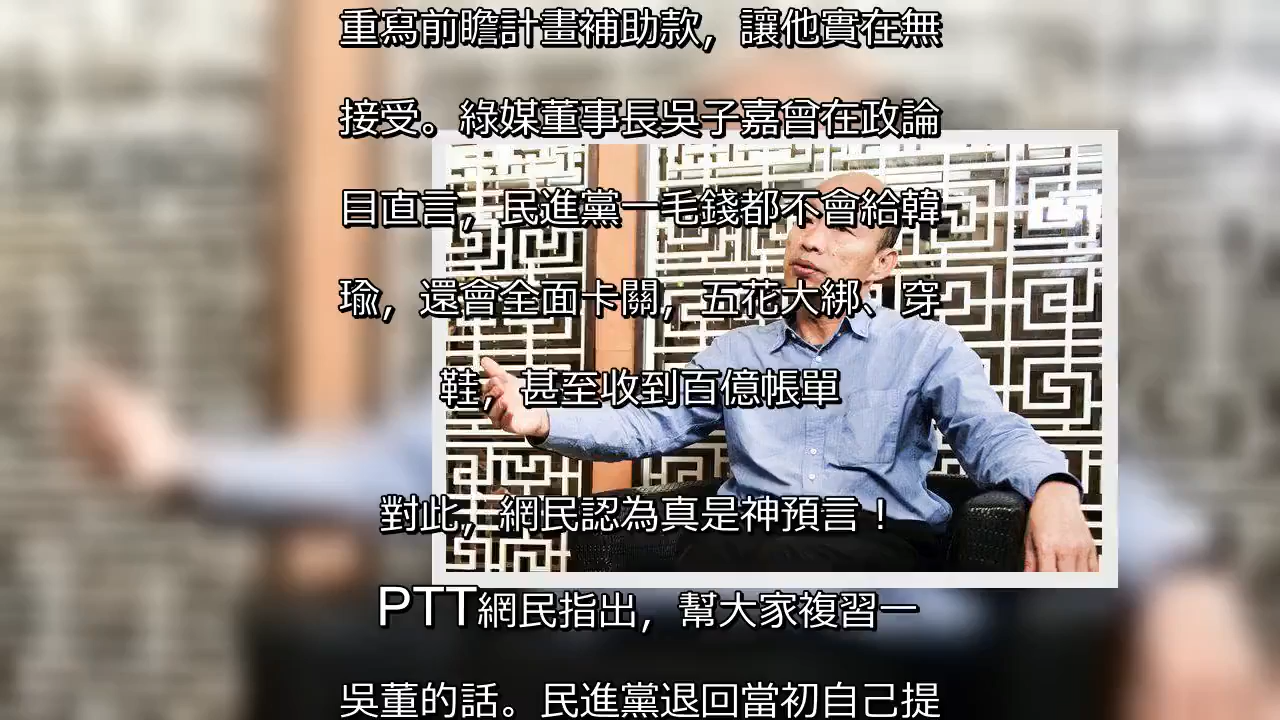 重寫前瞻計畫補助款，讓他實在無
接受。綠媒董事長吳子嘉曾在政論
目直言，民進黨一毛錢都不會給韓
瑜，還會全面卡關，五花大綁、穿
鞋，甚至收到百億帳單
對此，網民認為真是神預言！
PTT網民指出，幫大家複習一
吳董的話。民進黨退回當初自己提